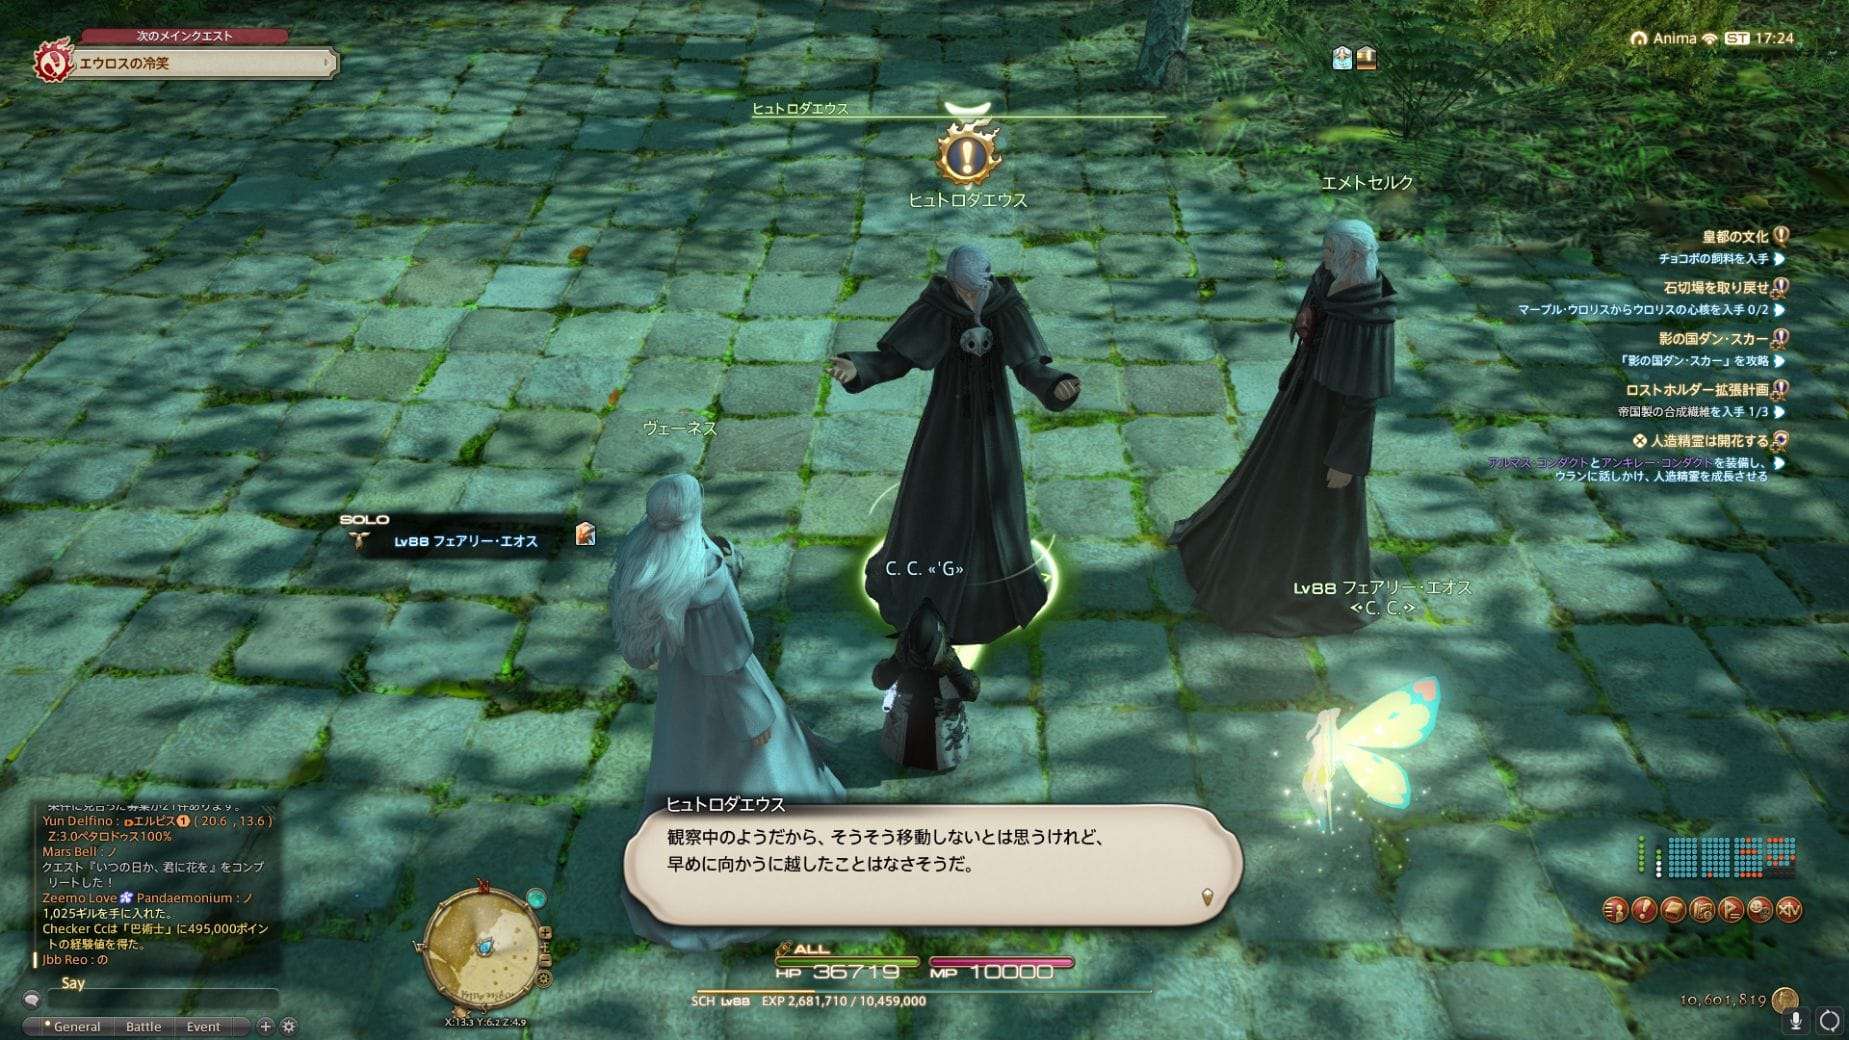 次のメインクエスト
エウロスの冷笑
Anima ST 17:24
ヒュトロダエウス
ヒュトロダエウス
エメトセルク
皇都の文化
チョコボの飼料を入手
石切場を取り戻せ
マーブル・ウロリスからウロリスの心核を入手 0/2
影の国ダン・スカー
「影の国ダン・スカー」を攻略
ロストホルダー拡張計画
帝国製の合成繊維を入手 1/3
人造精霊は開花する
アルマス・コンダクトとアンキレー・コンダクトを装備し、
ウランに話しかけ、人造精霊を成長させる
ヴェーネス
SOLO
Lv88 フェアリー・エオス
C. C. «'G»
Lv88 フェアリー・エオス
C. C.
ヒュトロダエウス
観察中のようだから、そうそう移動しないとは思うけれど、
早めに向かうに越したことはなさそうだ。
条件に見合った募集が21件あります。
Yun Delfino : エルピス1 ( 20.6 , 13.6 )
Z:3.0ペタロドゥス100%
Mars Bell : ノ
クエスト『いつの日か、君に花を』をコンプ
リートした！
Zeemo Love Pandaemonium : ノ
1,025ギルを手に入れた。
Checker Ccは「巴術士」に495,000ポイン
トの経験値を得た。
Jbb Reo : の
Say
General Battle Event
X:13.3 Y:6.2 Z:4.9
ALL
HP 36719 MP 10000
SCH Lv88 EXP 2,681,710 / 10,459,000
10,601,819